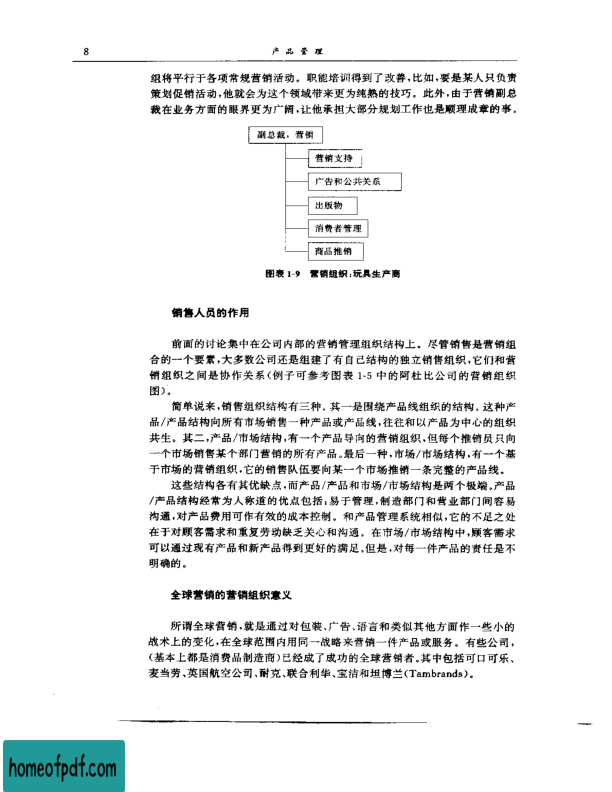 8
产品管理
组将平行于各项常规营销活动。职能培训得到了改善,比如,要是某人只负责
策划促销活动,他就会为这个领域带来更为纯熟的技巧。此外,由于营销副总
裁在业务方面的眼界更为广阔,让他承担大部分规划工作也是顺理成章的事。
副总裁,营销
营销支持
广告和公共关系
出版物
消费者管理
商品推销
图表 1-9 营销组织:玩具生产商
销售人员的作用
前面的讨论集中在公司内部的营销管理组织结构上。尽管销售是营销组
合的一个要素,大多数公司还是组建了有自己结构的独立销售组织,它们和营
销组织之间是协作关系(例子可参考图表 1-5 中的阿杜比公司的营销组织
图)。
简单说来,销售组织结构有三种。其一是围绕产品线组织的结构。这种产
品/产品结构向所有市场销售一种产品或产品线,往往和以产品为中心的组织
共生。其二,产品/市场结构,有一个产品导向的营销组织,但每个推销员只向
一个市场销售某个部门营销的所有产品。最后一种,市场/市场结构,有一个基
于市场的营销组织,它的销售队伍要向某一个市场推销一条完整的产品线。
这些结构各有其优缺点,而产品/产品和市场/市场结构是两个极端。产品
/产品结构经常为人称道的优点包括:易于管理,制造部门和营业部门间容易
沟通,对产品费用可作有效的成本控制。和产品管理系统相似,它的不足之处
在于对顾客需求和重复劳动缺乏关心和沟通。在市场/市场结构中,顾客需求
可以通过现有产品和新产品得到更好的满足。但是,对每一件产品的责任是不
明确的。
全球营销的营销组织意义
所谓全球营销,就是通过对包装、广告、语言和类似其他方面作一些小的
战术上的变化,在全球范围内用同一战略来营销一件产品或服务。有些公司,
(基本上都是消费品制造商)已经成了成功的全球营销者。其中包括可口可乐、
麦当劳、英国航空公司、耐克、联合利华、宝洁和坦博兰(Tambrands)。
homeofpdf.com